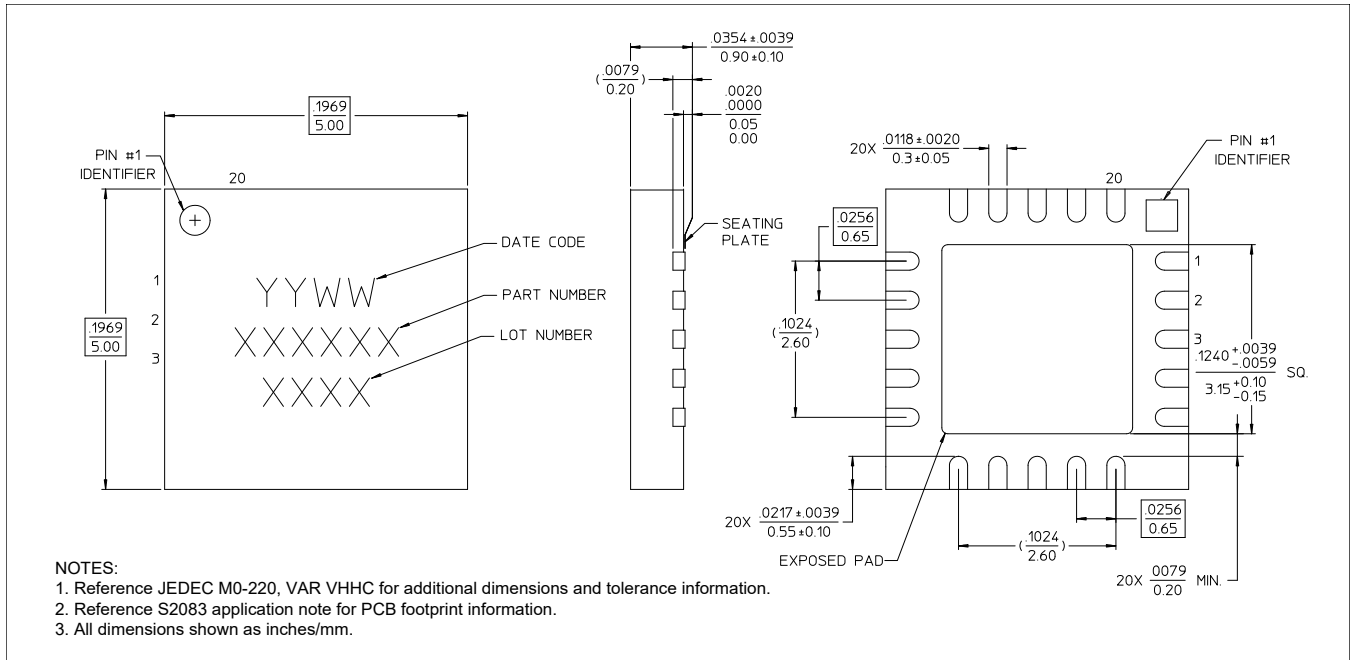 .0354 ±.0039
0.90 ±0.10
(.0079
0.20)
.0020
.0000
0.05
0.00
.1969
5.00
PIN #1
IDENTIFIER
20
.1969
5.00
1
2
3
YYWW
XXXXXX
XXXX
DATE CODE
PART NUMBER
LOT NUMBER
SEATING
PLATE
20X .0118 ±.0020
0.3 ±0.05
PIN #1
IDENTIFIER
20
.0256
0.65
(.1024
2.60)
1
2
3
.1240 +.0039
-.0059
3.15 +0.10
-0.15
SQ.
20X .0217 ±.0039
0.55 ±0.10
EXPOSED PAD
(.1024
2.60)
.0256
0.65
20X .0079
0.20 MIN.
NOTES:
1. Reference JEDEC M0-220, VAR VHHC for additional dimensions and tolerance information.
2. Reference S2083 application note for PCB footprint information.
3. All dimensions shown as inches/mm.